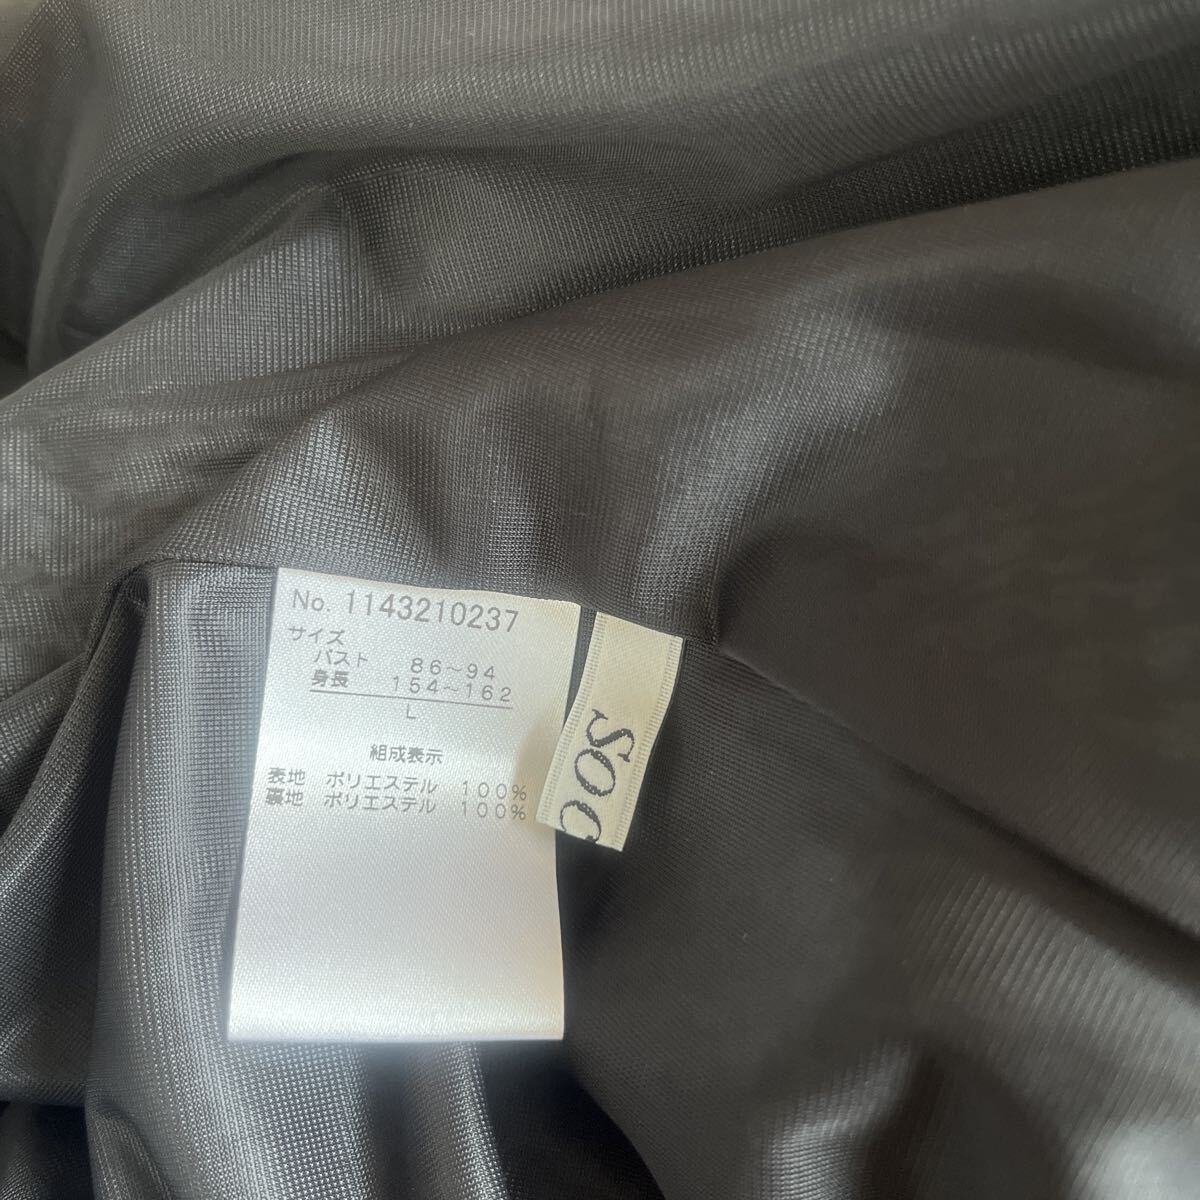 No. 1143210237
サイズ
バスト 86～94
身長 154～162
L
組成表示
表地 ポリエステル 100%
裏地 ポリエステル 100%
SOC